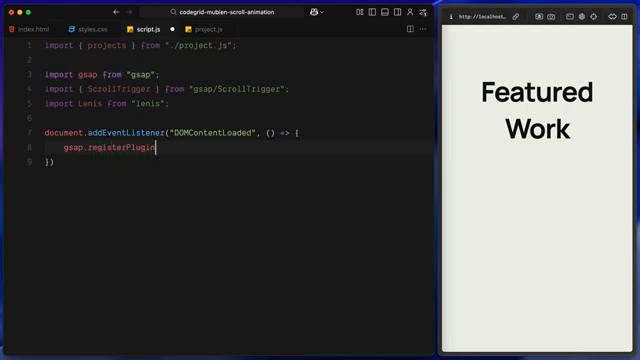 codegrid-mubien-scroll-animation
index.html
styles.css
script.js
project.js
1 import { projects } from "./project.js";
2
3 import gsap from "gsap";
4 import { ScrollTrigger } from "gsap/ScrollTrigger";
5 import Lenis from "lenis";
6
7 document.addEventListener("DOMContentLoaded", () => {
8 gsap.registerPlugin
9 })
http://localhost...
Featured
Work